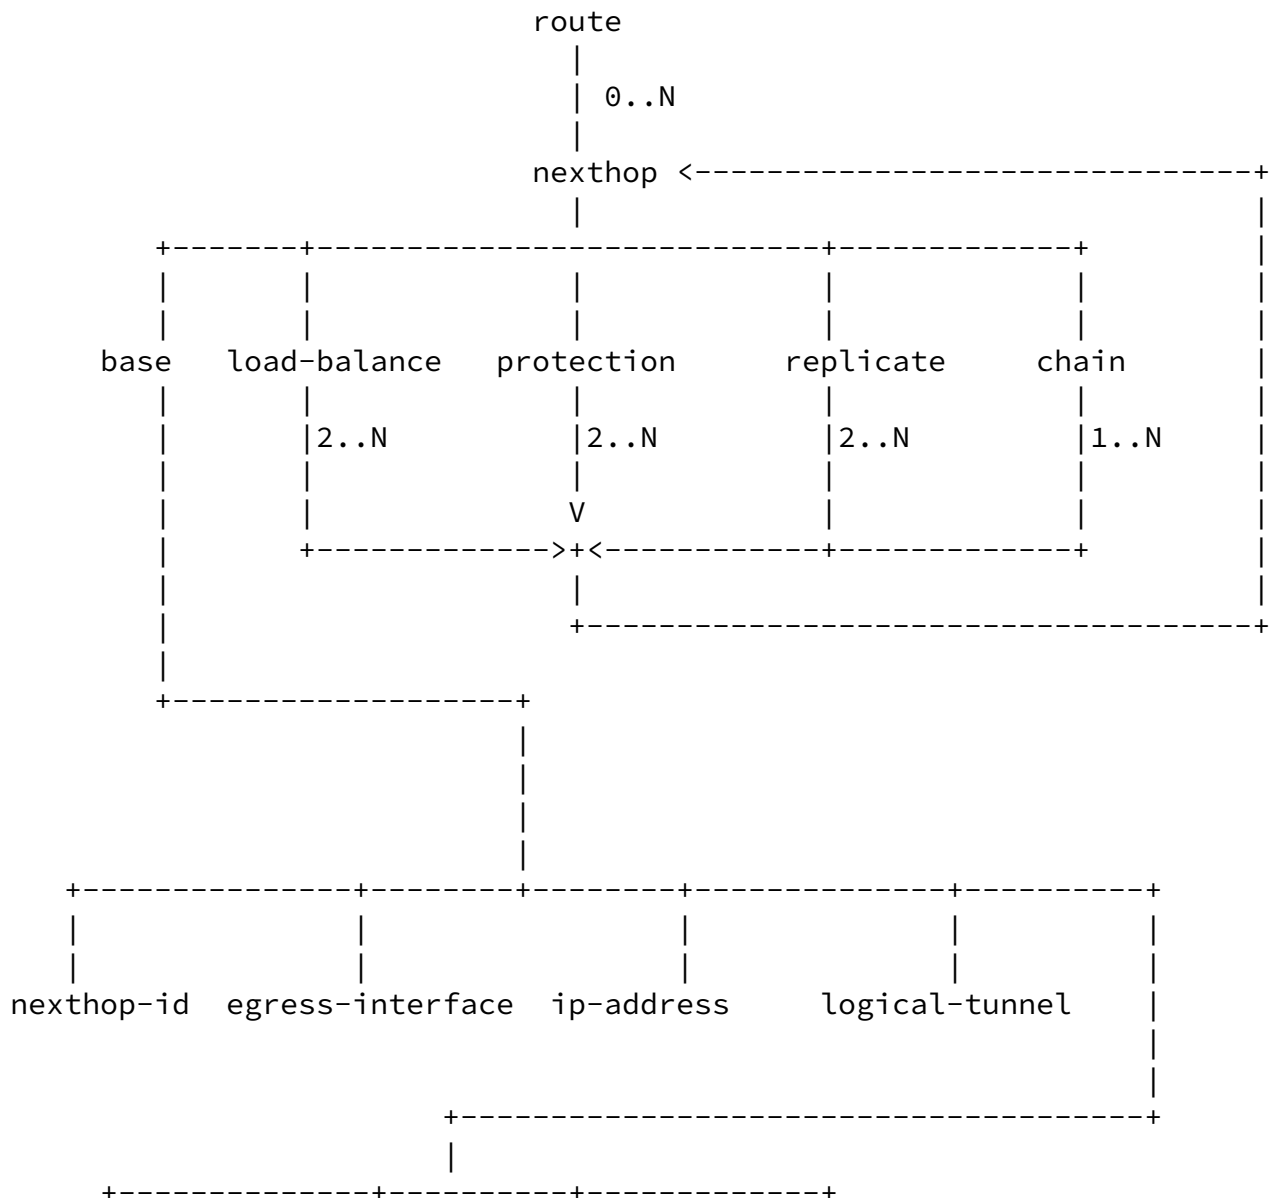 route
0..N
nexthop
base load-balance protection replicate chain
2..N 2..N 2..N 1..N
V
nexthop-id egress-interface ip-address logical-tunnel